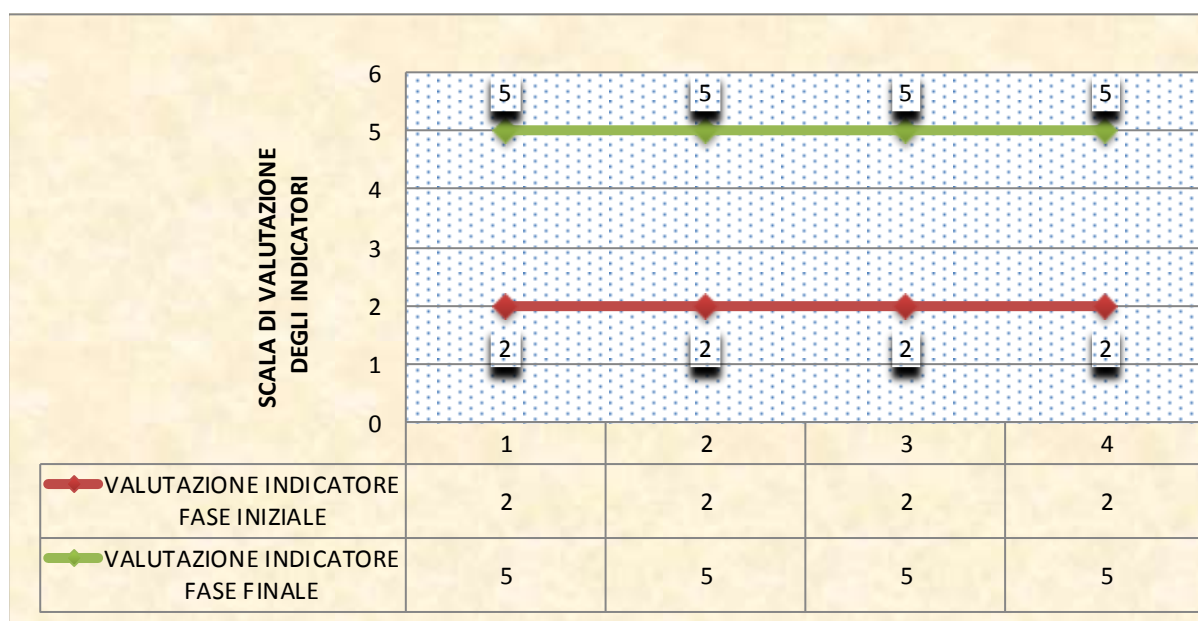 SCALA DI VALUTAZIONE
DEGLI INDICATORI
6
5
4
3
2
1
0
5 5 5 5
2 2 2 2
1 2 3 4
VALUTAZIONE INDICATORE
FASE INIZIALE
2 2 2 2
VALUTAZIONE INDICATORE
FASE FINALE
5 5 5 5